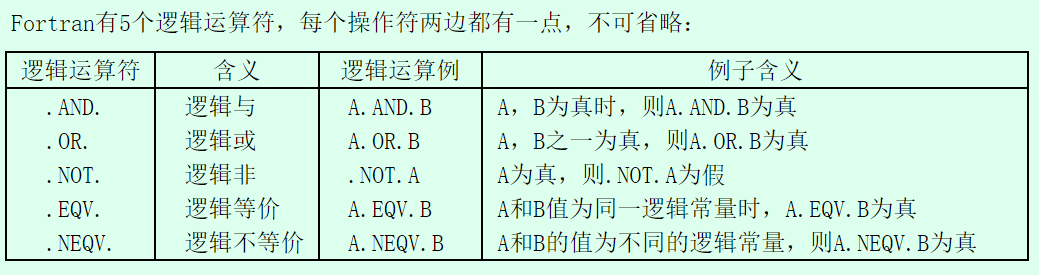 Fortran有5个逻辑运算符，每个操作符两边都有一点，不可省略：
逻辑运算符 含义 逻辑运算例 例子含义
.AND. 逻辑与 A.AND.B A，B为真时，则A.AND.B为真
.OR. 逻辑或 A.OR.B A，B之一为真，则A.OR.B为真
.NOT. 逻辑非 .NOT.A A为真，则.NOT.A为假
.EQV. 逻辑等价 A.EQV.B A和B值为同一逻辑常量时，A.EQV.B为真
.NEQV. 逻辑不等价 A.NEQV.B A和B的值为不同的逻辑常量，则A.NEQV.B为真